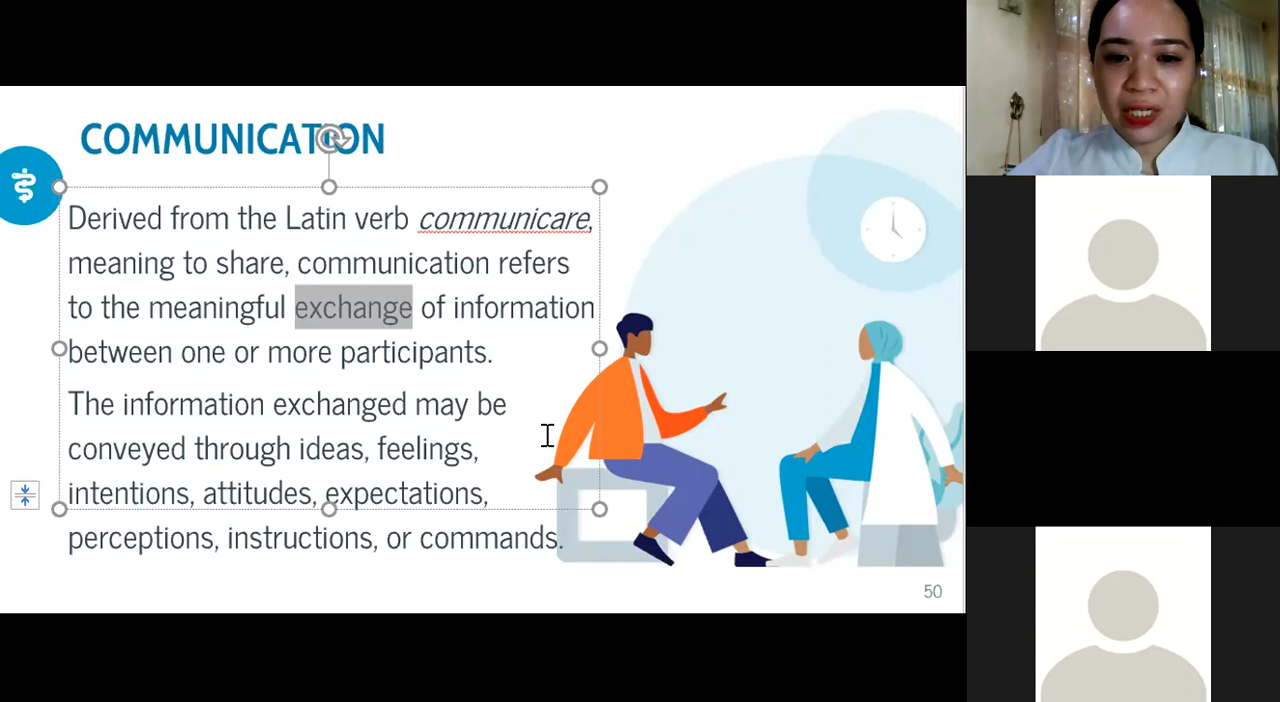 COMMUNICATION
Derived from the Latin verb communicare,
meaning to share, communication refers
to the meaningful exchange of information
between one or more participants.
The information exchanged may be
conveyed through ideas, feelings,
intentions, attitudes, expectations,
perceptions, instructions, or commands.
50